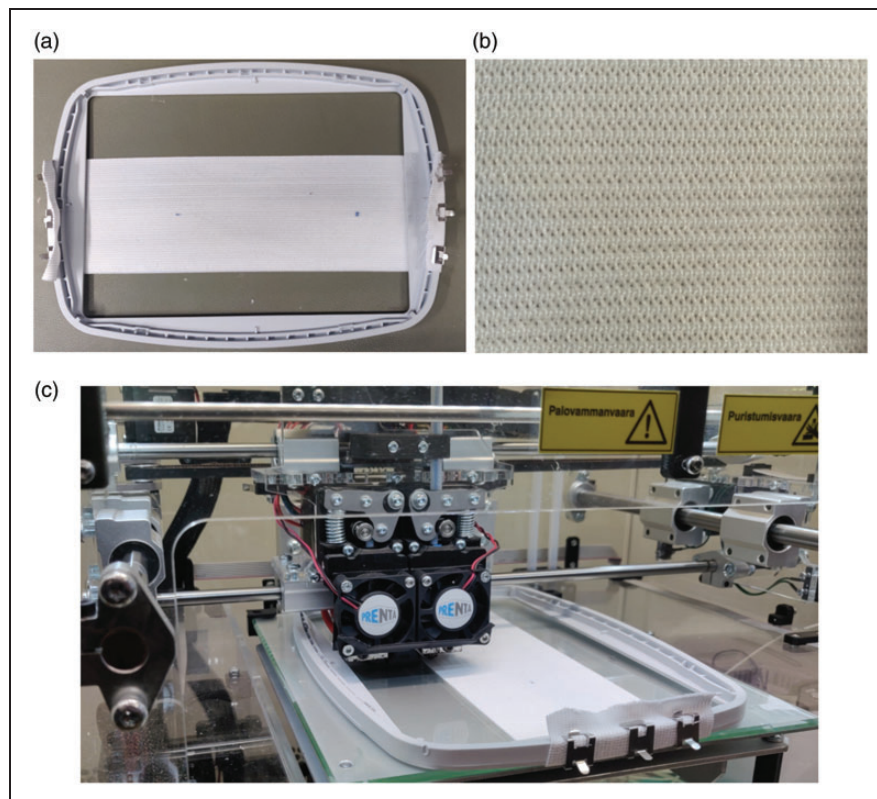 (a)
(b)
(c)
Palovammanvaara
Puristumisvaara
PRENTA
PRENTA